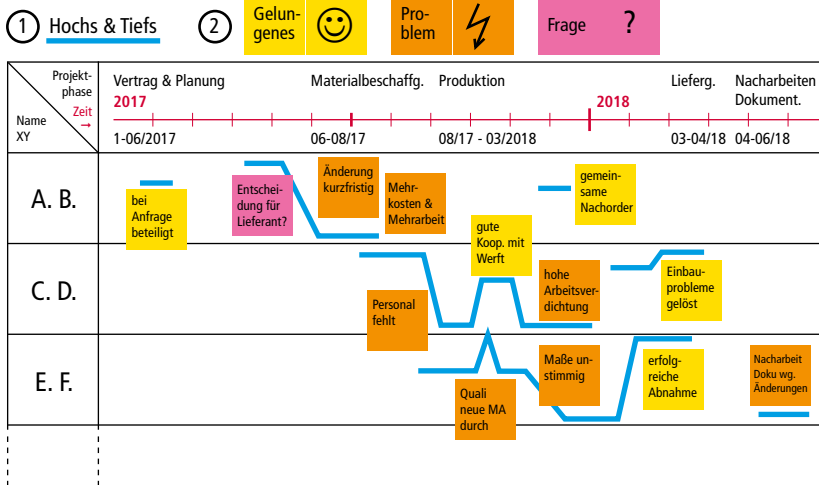 1 Hochs & Tiefs
2
Gelun-
genes
Pro-
blem
Frage ?
Projekt-
phase
Zeit
→
Name
XY
Vertrag & Planung
Materialbeschaffg.
Produktion
Lieferg.
Nacharbeiten
Dokument.
2017
2018
1-06/2017
06-08/17
08/17 - 03/2018
03-04/18
04-06/18
A. B.
bei
Anfrage
beteiligt
Entschei-
dung für
Lieferant?
Änderung
kurzfristig
Mehr-
kosten &
Mehrarbeit
gemein-
same
Nachorder
C. D.
Personal
fehlt
gute
Koop. mit
Werft
hohe
Arbeitsver-
dichtung
Einbau-
probleme
gelöst
E. F.
Quali
neue MA
durch
Maße un-
stimmig
erfolg-
reiche
Abnahme
Nacharbeit
Doku wg.
Änderungen